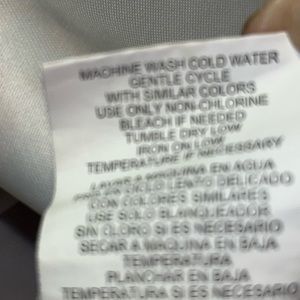 MACHINE WASH COLD WATER
GENTLE CYCLE
WITH SIMILAR COLORS
USE ONLY NON-CHLORINE
BLEACH IF NEEDED
TUMBLE DRY LOW
IRON ON LOW
TEMPERATURE IF NECESSARY
LAVAR A MAQUINA EN AGUA
CICLO LENTO DELICADO
CON COLORES SIMILARES
USE SOLO BLANQUEADOR
SIN CLORO SI ES NECESARIO
SECAR A MAQUINA EN BAJA
TEMPERATURA
PLANCHAR EN BAJA
TEMPERATURA SI ES NECESARIO